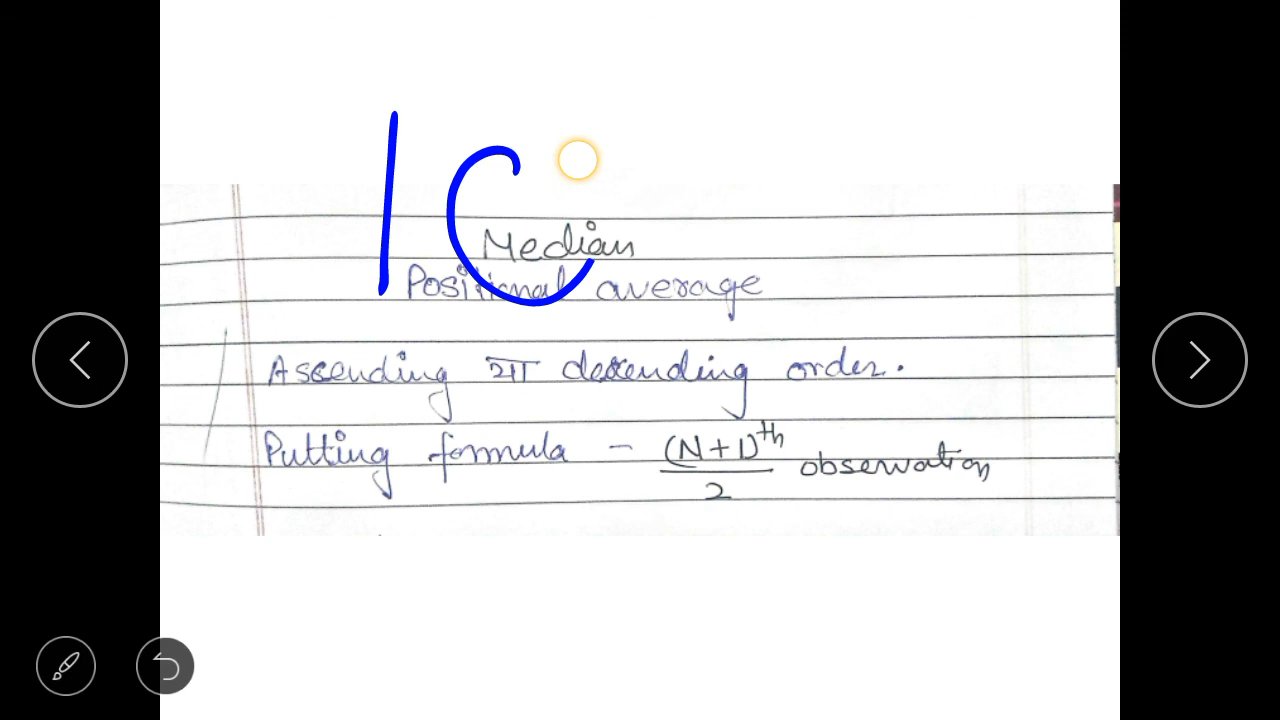 Median
Positional average
Ascending या descending order.
Putting formula - (N+1)th/2 observation